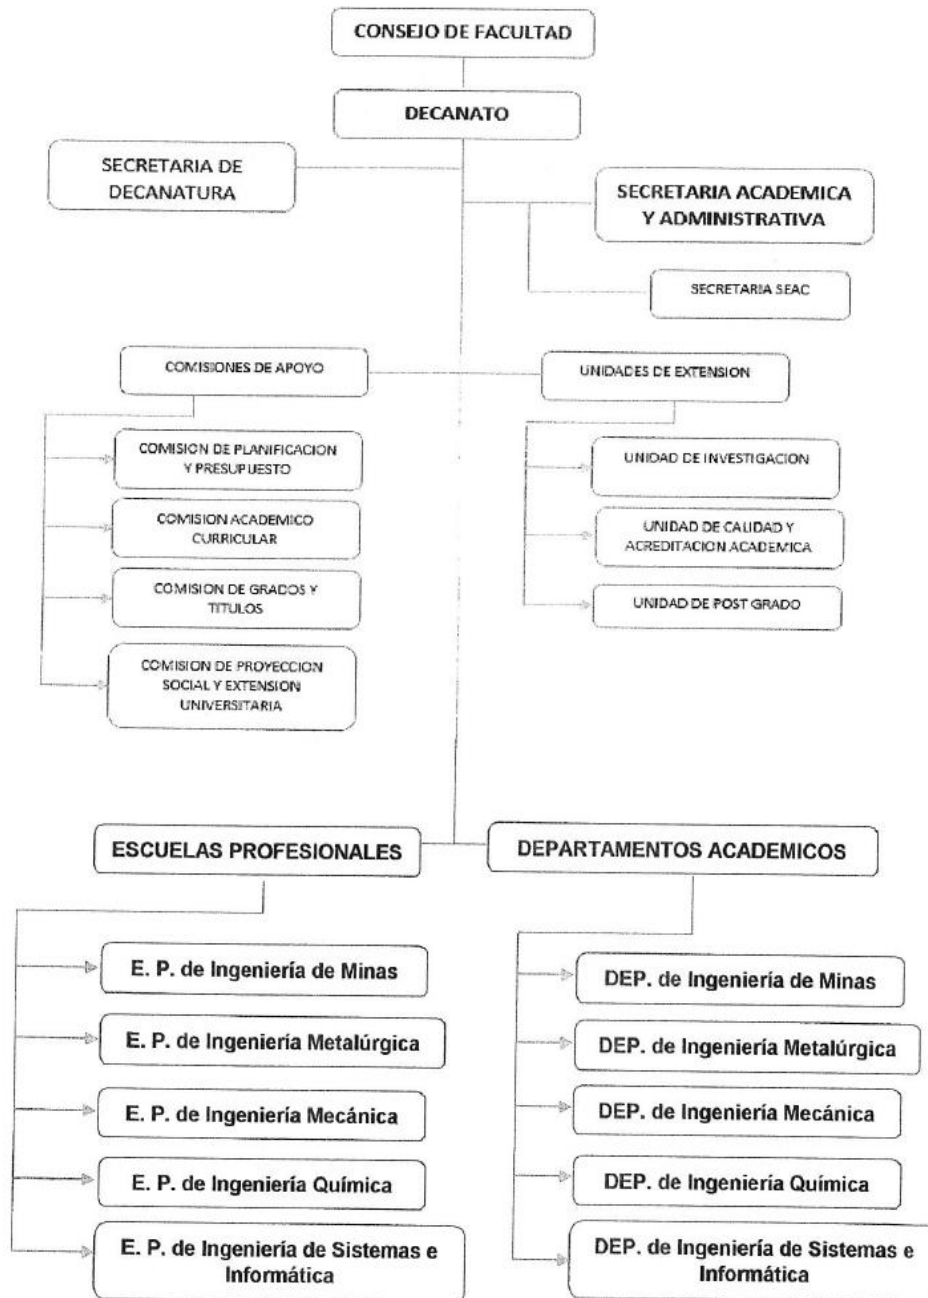 CONSEJO DE FACULTAD
DECANATO
SECRETARIA DE
DECANATURA
SECRETARIA ACADEMICA
Y ADMINISTRATIVA
SECRETARIA SEAC
COMISIONES DE APOYO
UNIDADES DE EXTENSION
COMISION DE PLANIFICACION
Y PRESUPUESTO
COMISION ACADEMICO
CURRICULAR
COMISION DE GRADOS Y
TITULOS
COMISION DE PROYECCION
SOCIAL Y EXTENSION
UNIVERSITARIA
UNIDAD DE INVESTIGACION
UNIDAD DE CALIDAD Y
ACREDITACION ACADEMICA
UNIDAD DE POST GRADO
ESCUELAS PROFESIONALES
DEPARTAMENTOS ACADEMICOS
E. P. de Ingeniería de Minas
E. P. de Ingeniería Metalúrgica
E. P. de Ingeniería Mecánica
E. P. de Ingeniería Química
E. P. de Ingeniería de Sistemas e
Informática
DEP. de Ingeniería de Minas
DEP. de Ingeniería Metalúrgica
DEP. de Ingeniería Mecánica
DEP. de Ingeniería Química
DEP. de Ingeniería de Sistemas e
Informática